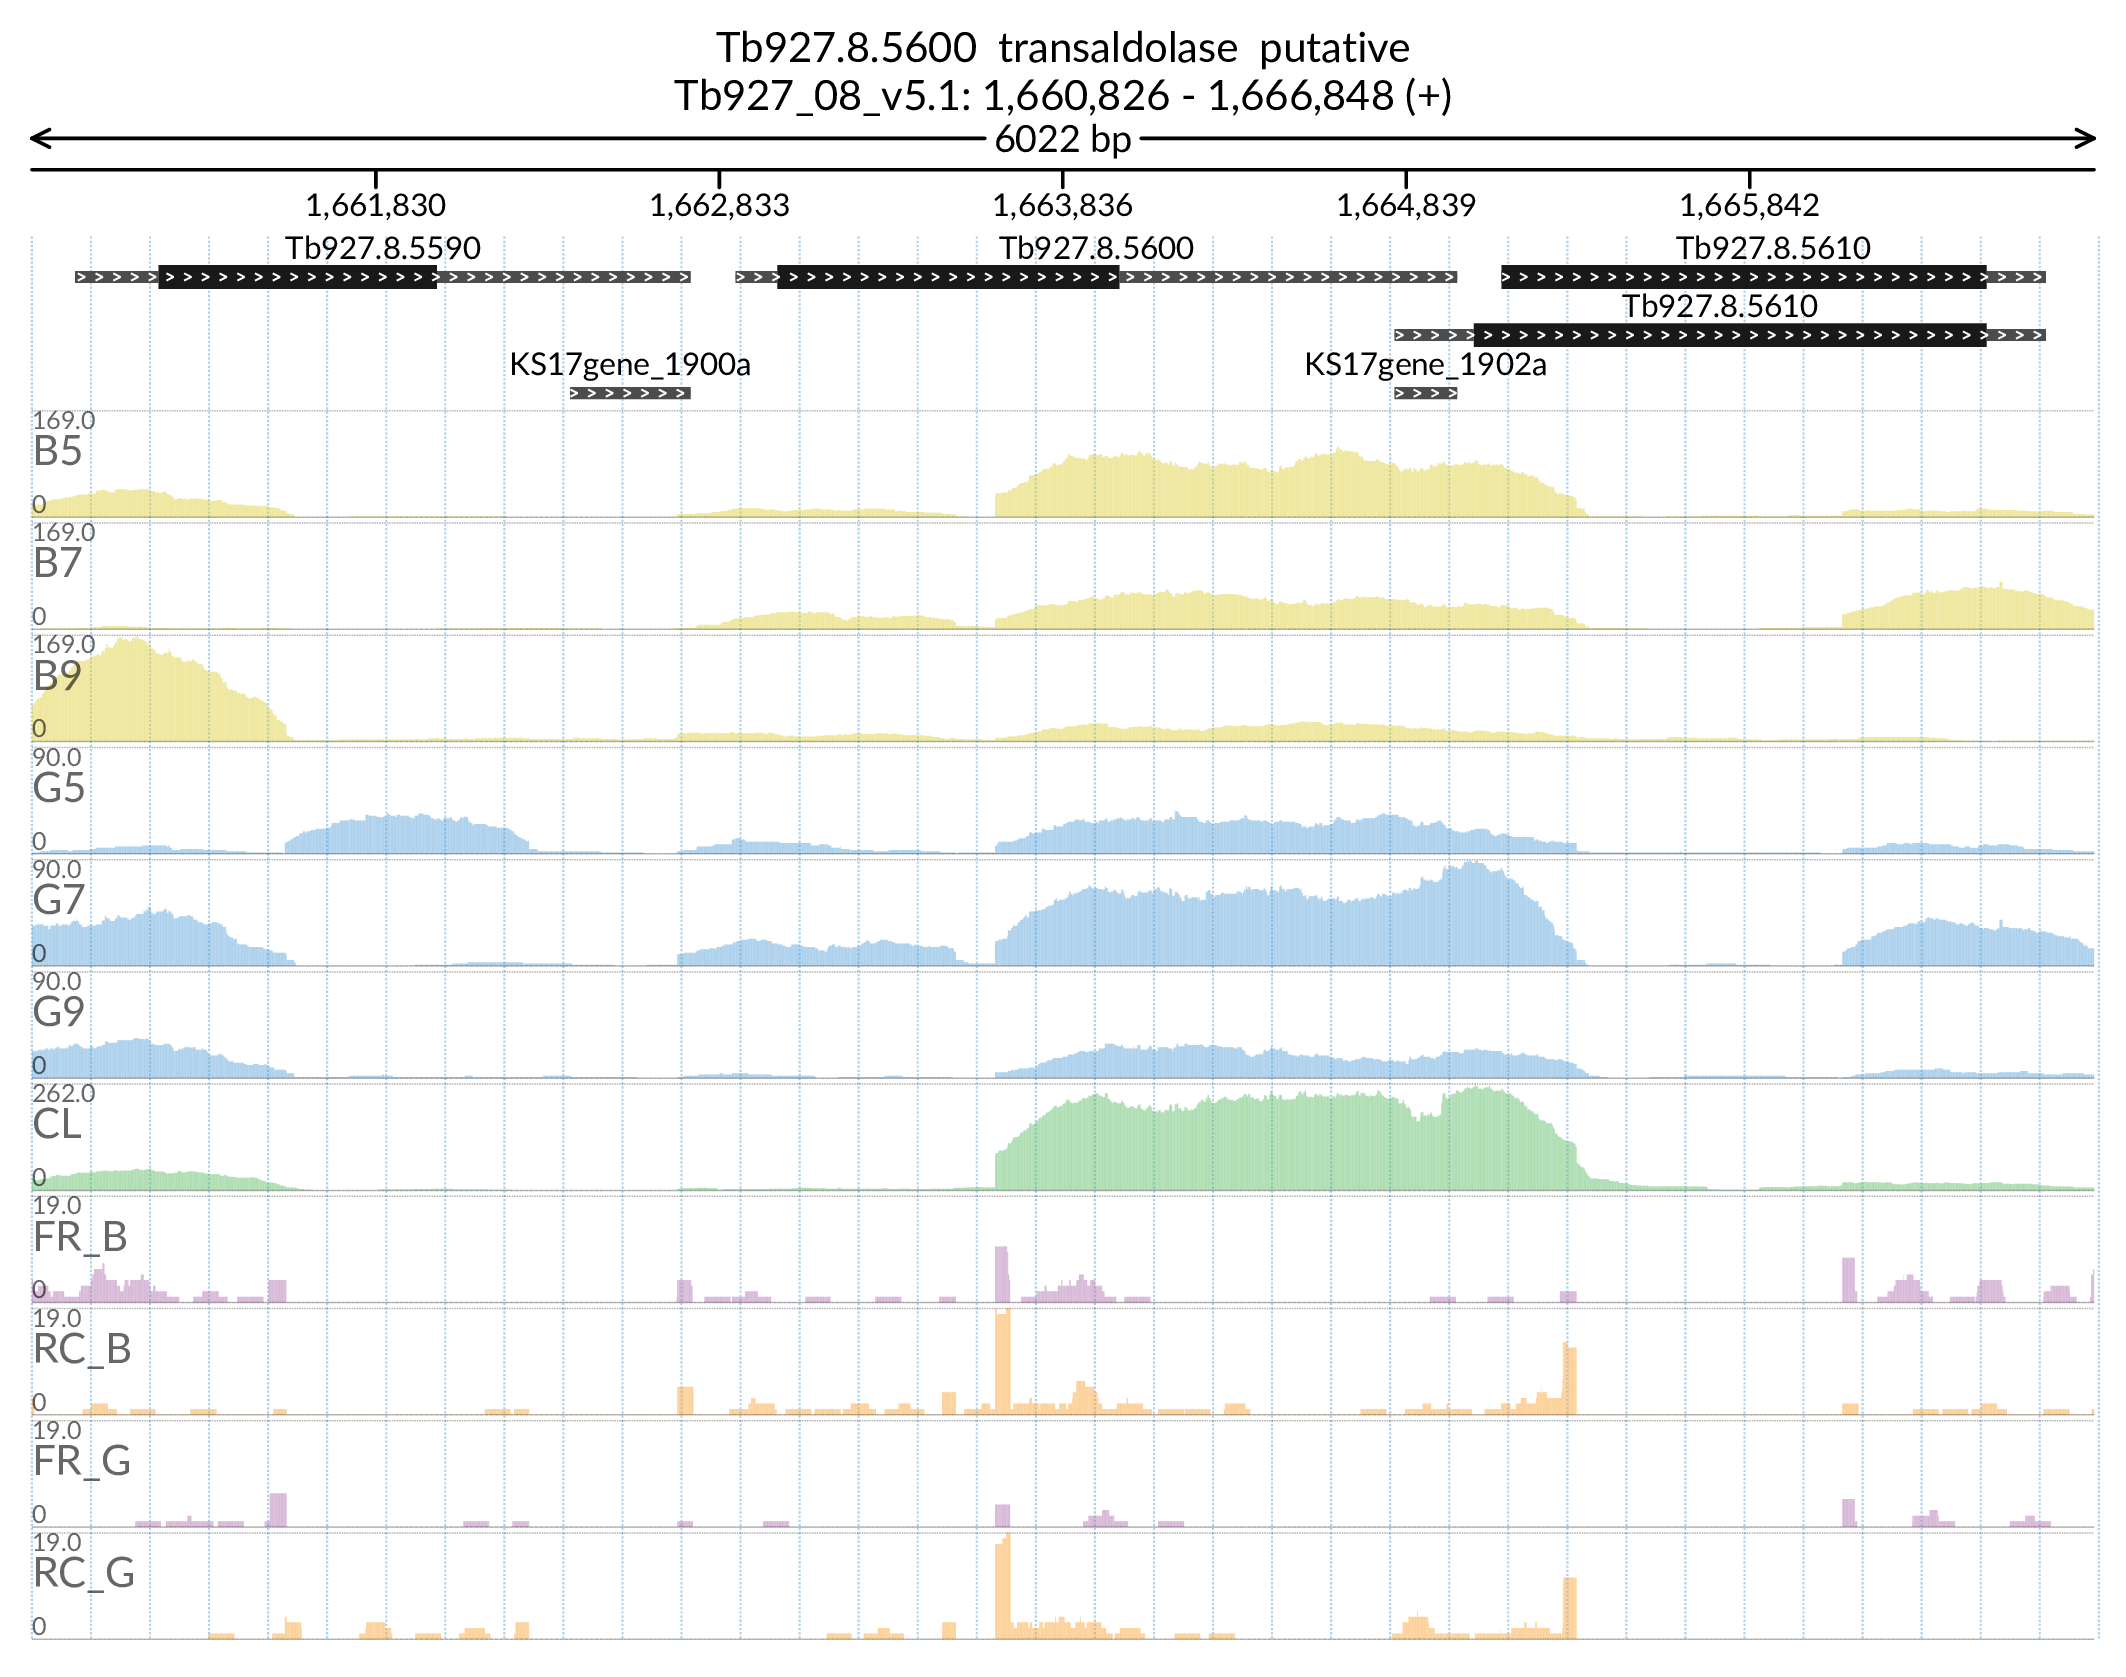 Tb927.8.5600 transaldolase putative
Tb927_08_v5.1: 1,660,826 - 1,666,848 (+)
6022 bp
1,661,830 1,662,833 1,663,836 1,664,839 1,665,842
Tb927.8.5590 Tb927.8.5600 Tb927.8.5610
Tb927.8.5610
KS17gene_1900a KS17gene_1902a
169.0
B5
0
169.0
B7
0
169.0
B9
0
90.0
G5
0
90.0
G7
0
90.0
G9
0
262.0
CL
0
19.0
FR_B
0
19.0
RC_B
0
19.0
FR_G
0
19.0
RC_G
0